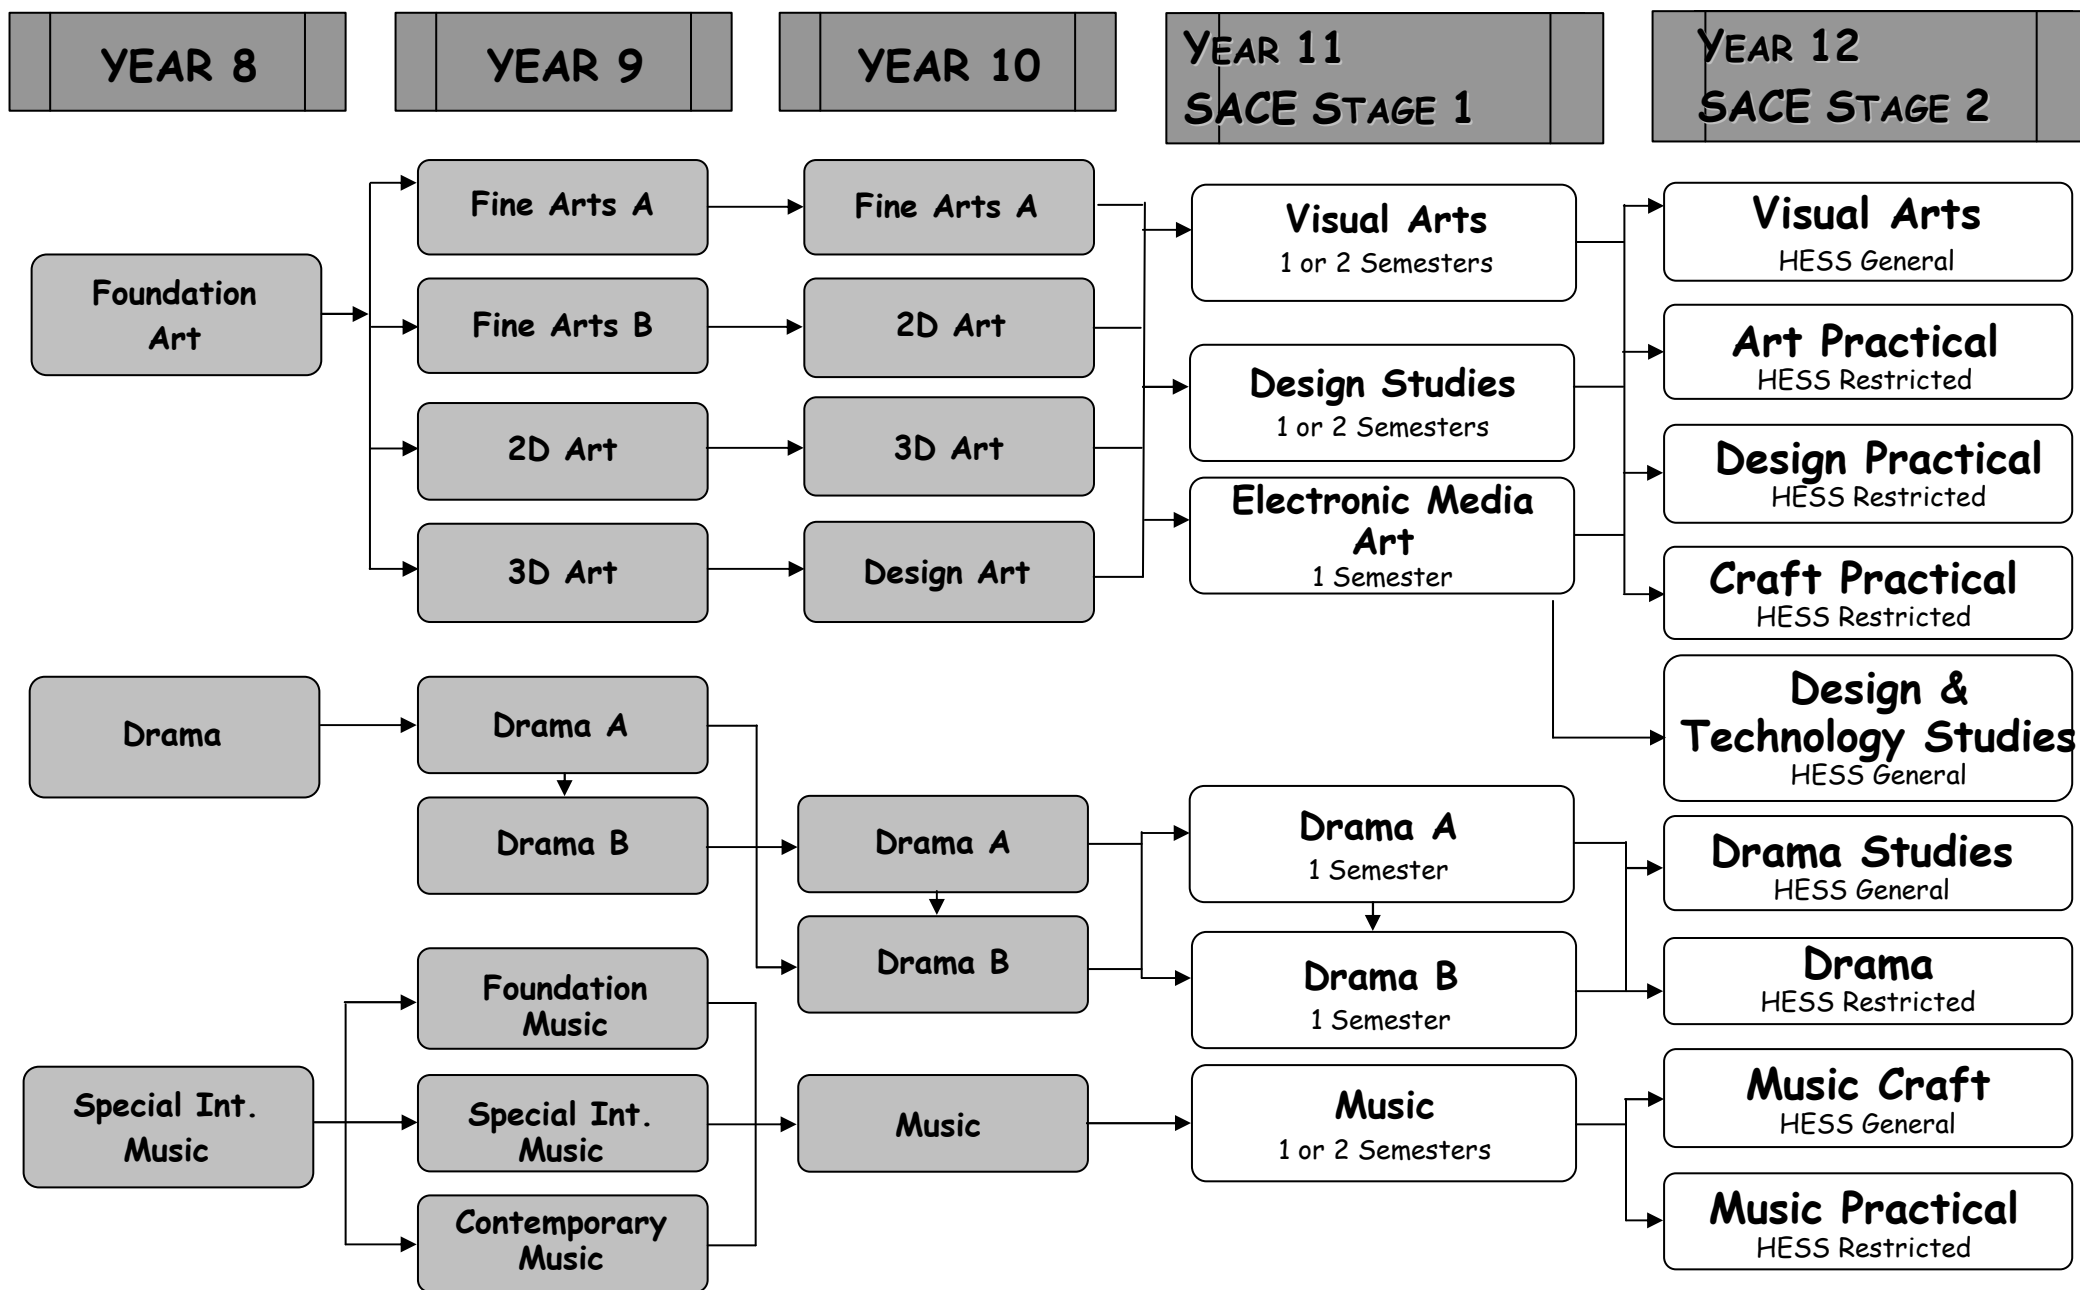 YEAR 8
YEAR 9
YEAR 10
YEAR 11
SACE STAGE 1
YEAR 12
SACE STAGE 2
Foundation
Art
Fine Arts A
Fine Arts B
2D Art
3D Art
Fine Arts A
2D Art
3D Art
Design Art
Visual Arts
1 or 2 Semesters
Design Studies
1 or 2 Semesters
Electronic Media
Art
1 Semester
Visual Arts
HESS General
Art Practical
HESS Restricted
Design Practical
HESS Restricted
Craft Practical
HESS Restricted
Design &
Technology Studies
HESS General
Drama
Drama A
Drama B
Drama A
Drama B
Drama A
1 Semester
Drama B
1 Semester
Drama Studies
HESS General
Drama
HESS Restricted
Special Int.
Music
Foundation
Music
Special Int.
Music
Contemporary
Music
Music
Music
1 or 2 Semesters
Music Craft
HESS General
Music Practical
HESS Restricted